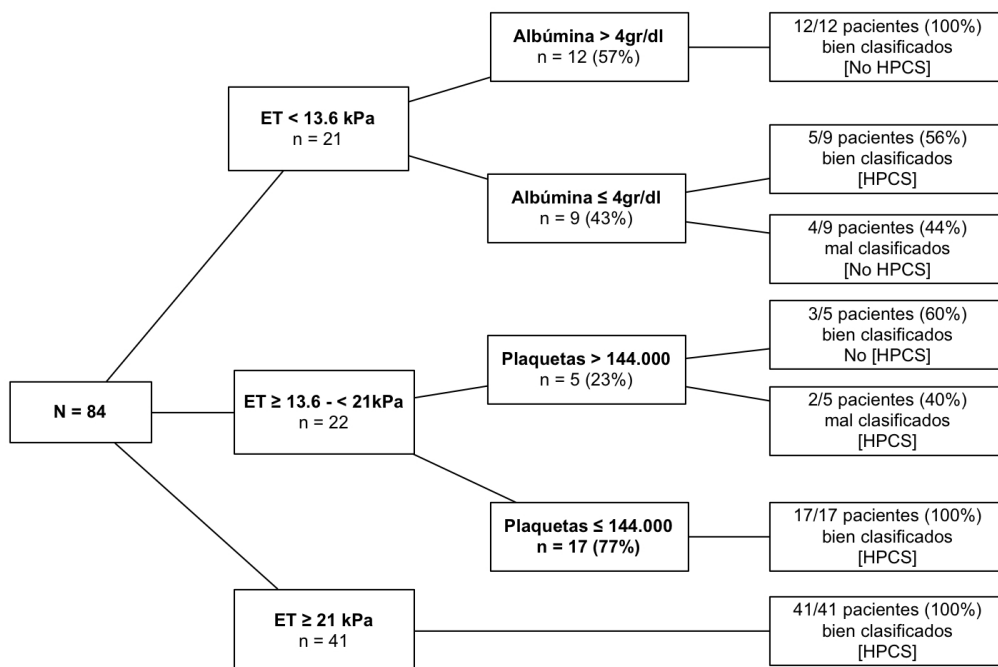 N = 84
ET < 13.6 kPa
n = 21
Albúmina > 4gr/dl
n = 12 (57%)
12/12 pacientes (100%)
bien clasificados
[No HPCS]
Albúmina ≤ 4gr/dl
n = 9 (43%)
5/9 pacientes (56%)
bien clasificados
[HPCS]
4/9 pacientes (44%)
mal clasificados
[No HPCS]
ET ≥ 13.6 - < 21kPa
n = 22
Plaquetas > 144.000
n = 5 (23%)
3/5 pacientes (60%)
bien clasificados
No [HPCS]
2/5 pacientes (40%)
mal clasificados
[HPCS]
Plaquetas ≤ 144.000
n = 17 (77%)
17/17 pacientes (100%)
bien clasificados
[HPCS]
ET ≥ 21 kPa
n = 41
41/41 pacientes (100%)
bien clasificados
[HPCS]